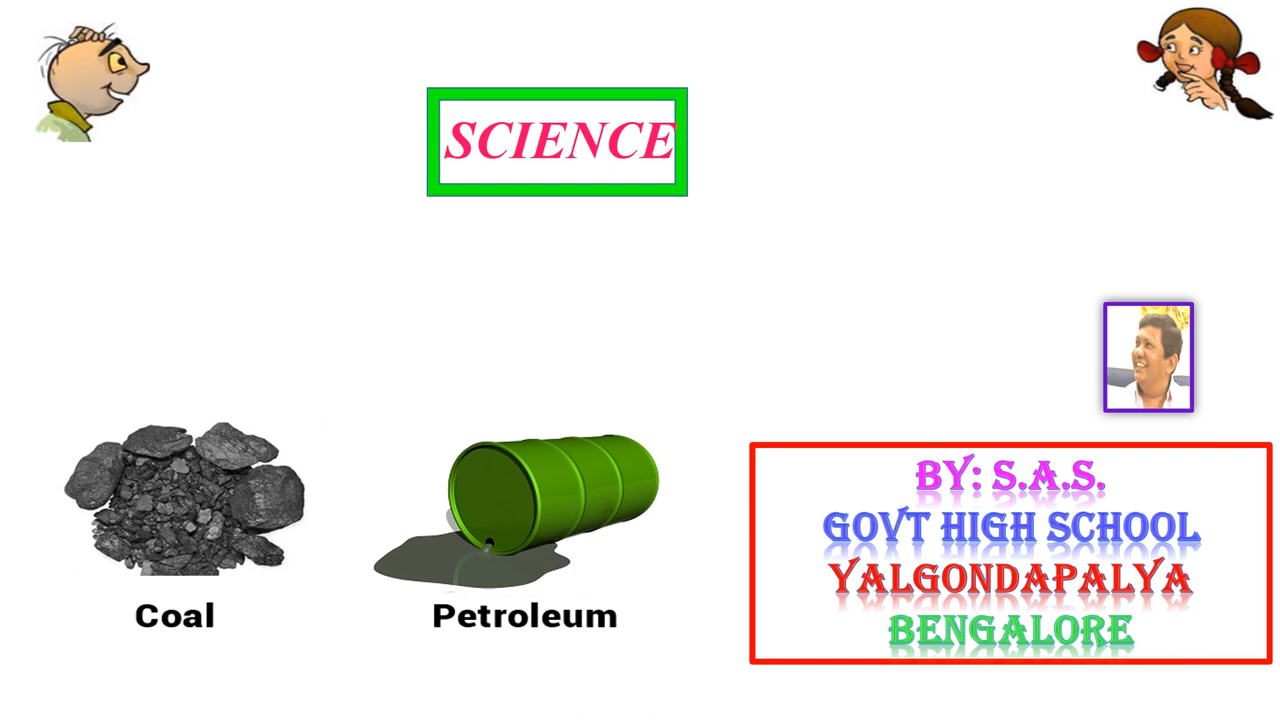 SCIENCE
Coal
Petroleum
BY: S.A.S.
GOVT HIGH SCHOOL
YALGONDAPALYA
BENGALORE